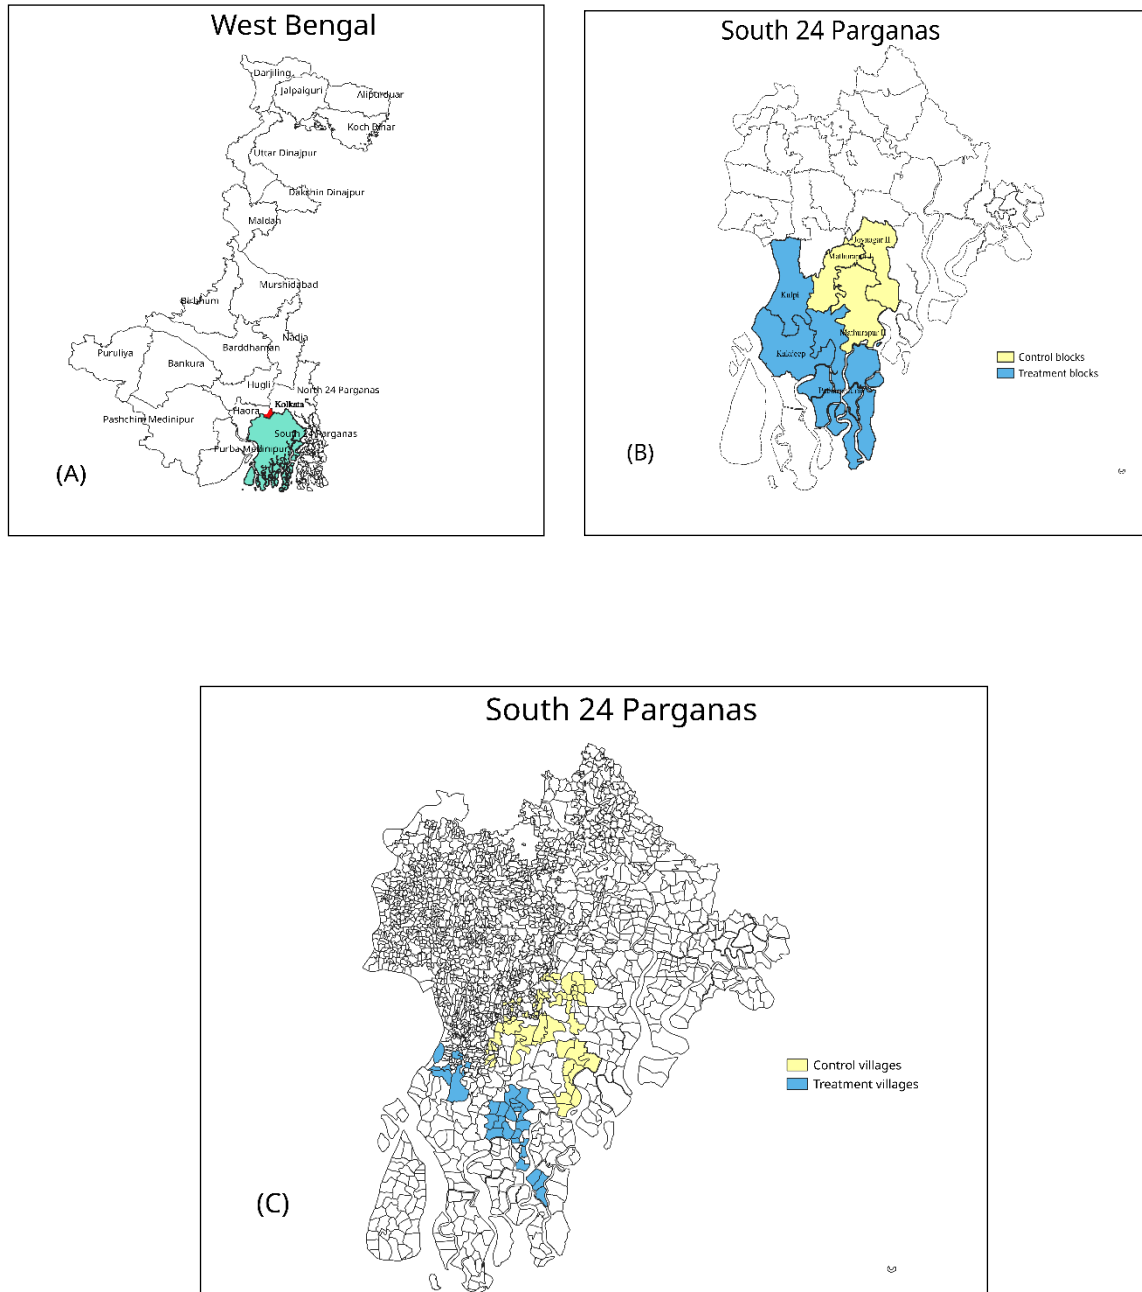 West Bengal
Darjiling
Jalpaiguri
Alipurduar
Koch Bihar
Uttar Dinajpur
Dakshin Dinajpur
Maldah
Murshidabad
Birbhum
Nadia
Barddhaman
Puruliya
Bankura
Hugli
North 24 Parganas
Kolkata
Haora
Pashchim Medinipur
South 24 Parganas
Purba Medinipur
(A)
South 24 Parganas
Joynagar II
Mathurapur I
Kulpi
Mathurapur II
Kakdeep
Control blocks
Treatment blocks
(B)
South 24 Parganas
Control villages
Treatment villages
(C)